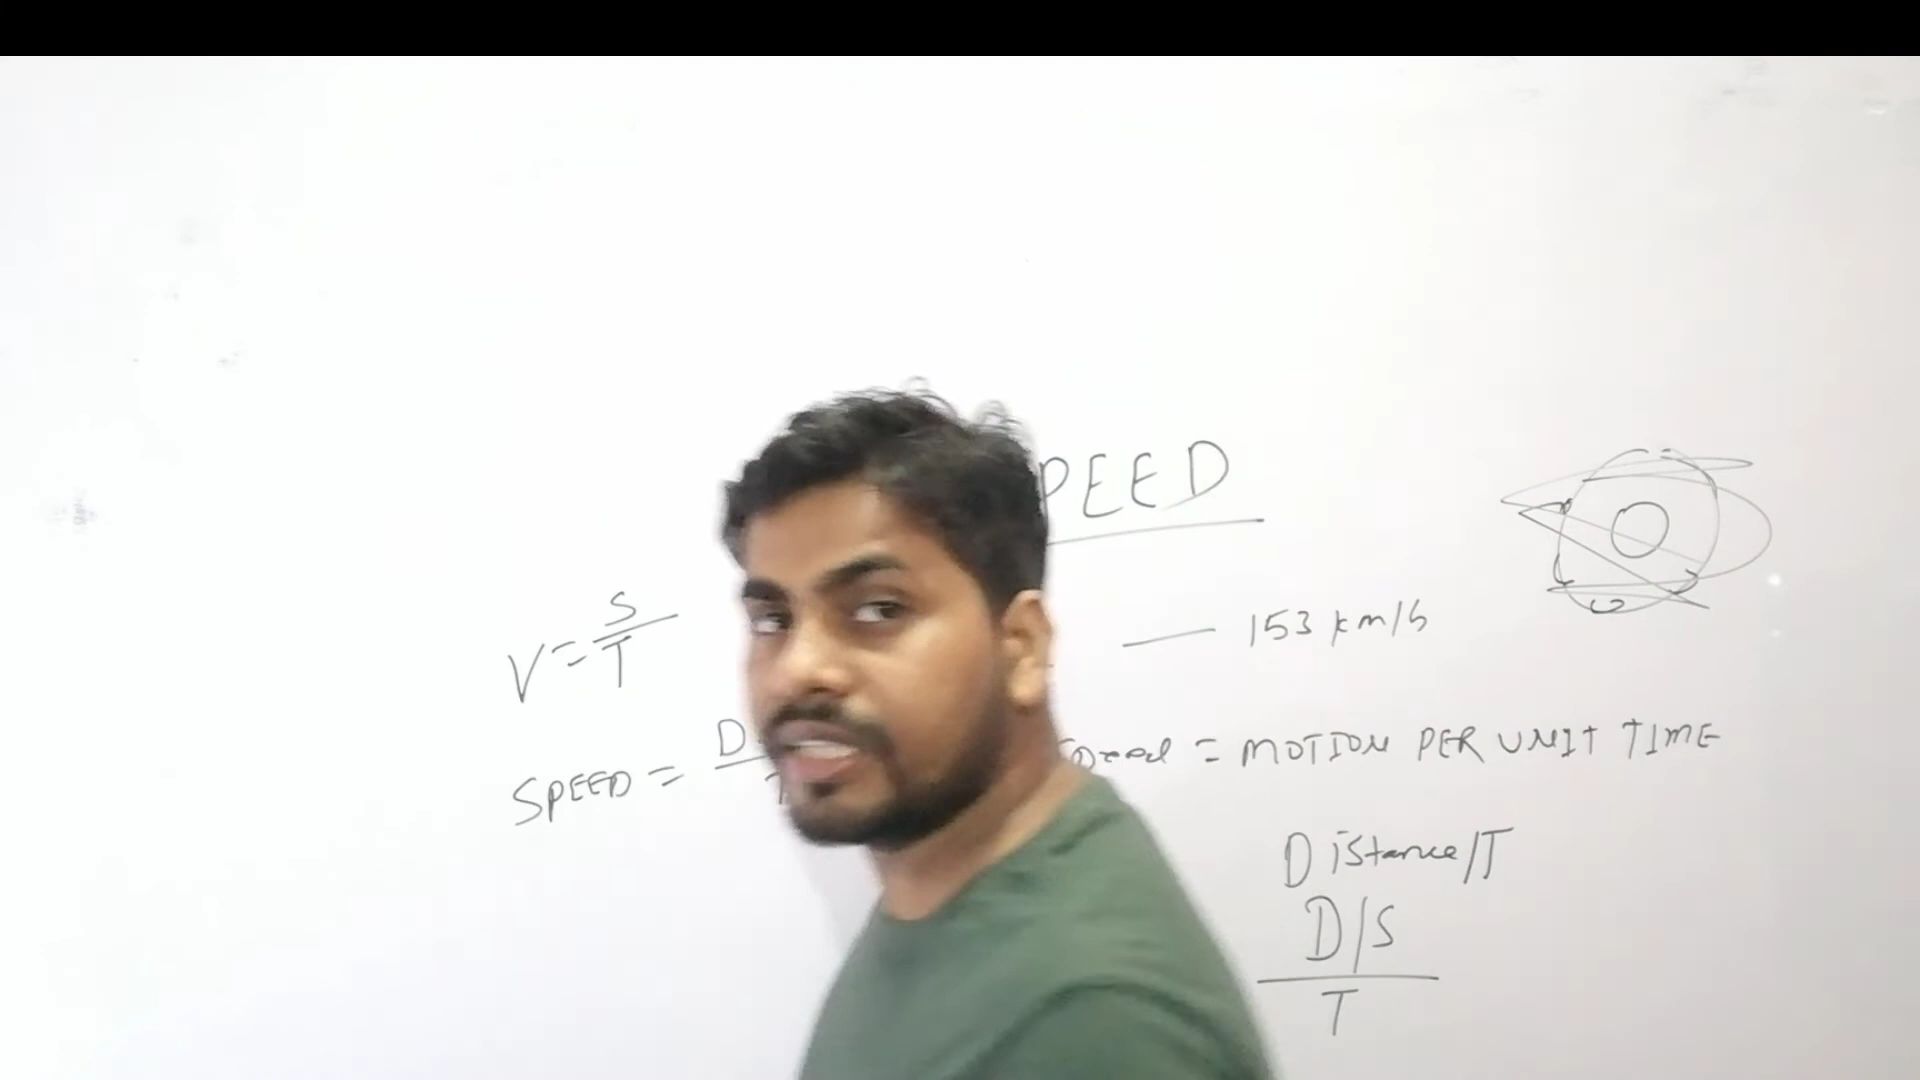 PEED
V = S/T
153 km/h
SPEED = D
= MOTION PER UNIT TIME
Distance/T
D/S
T